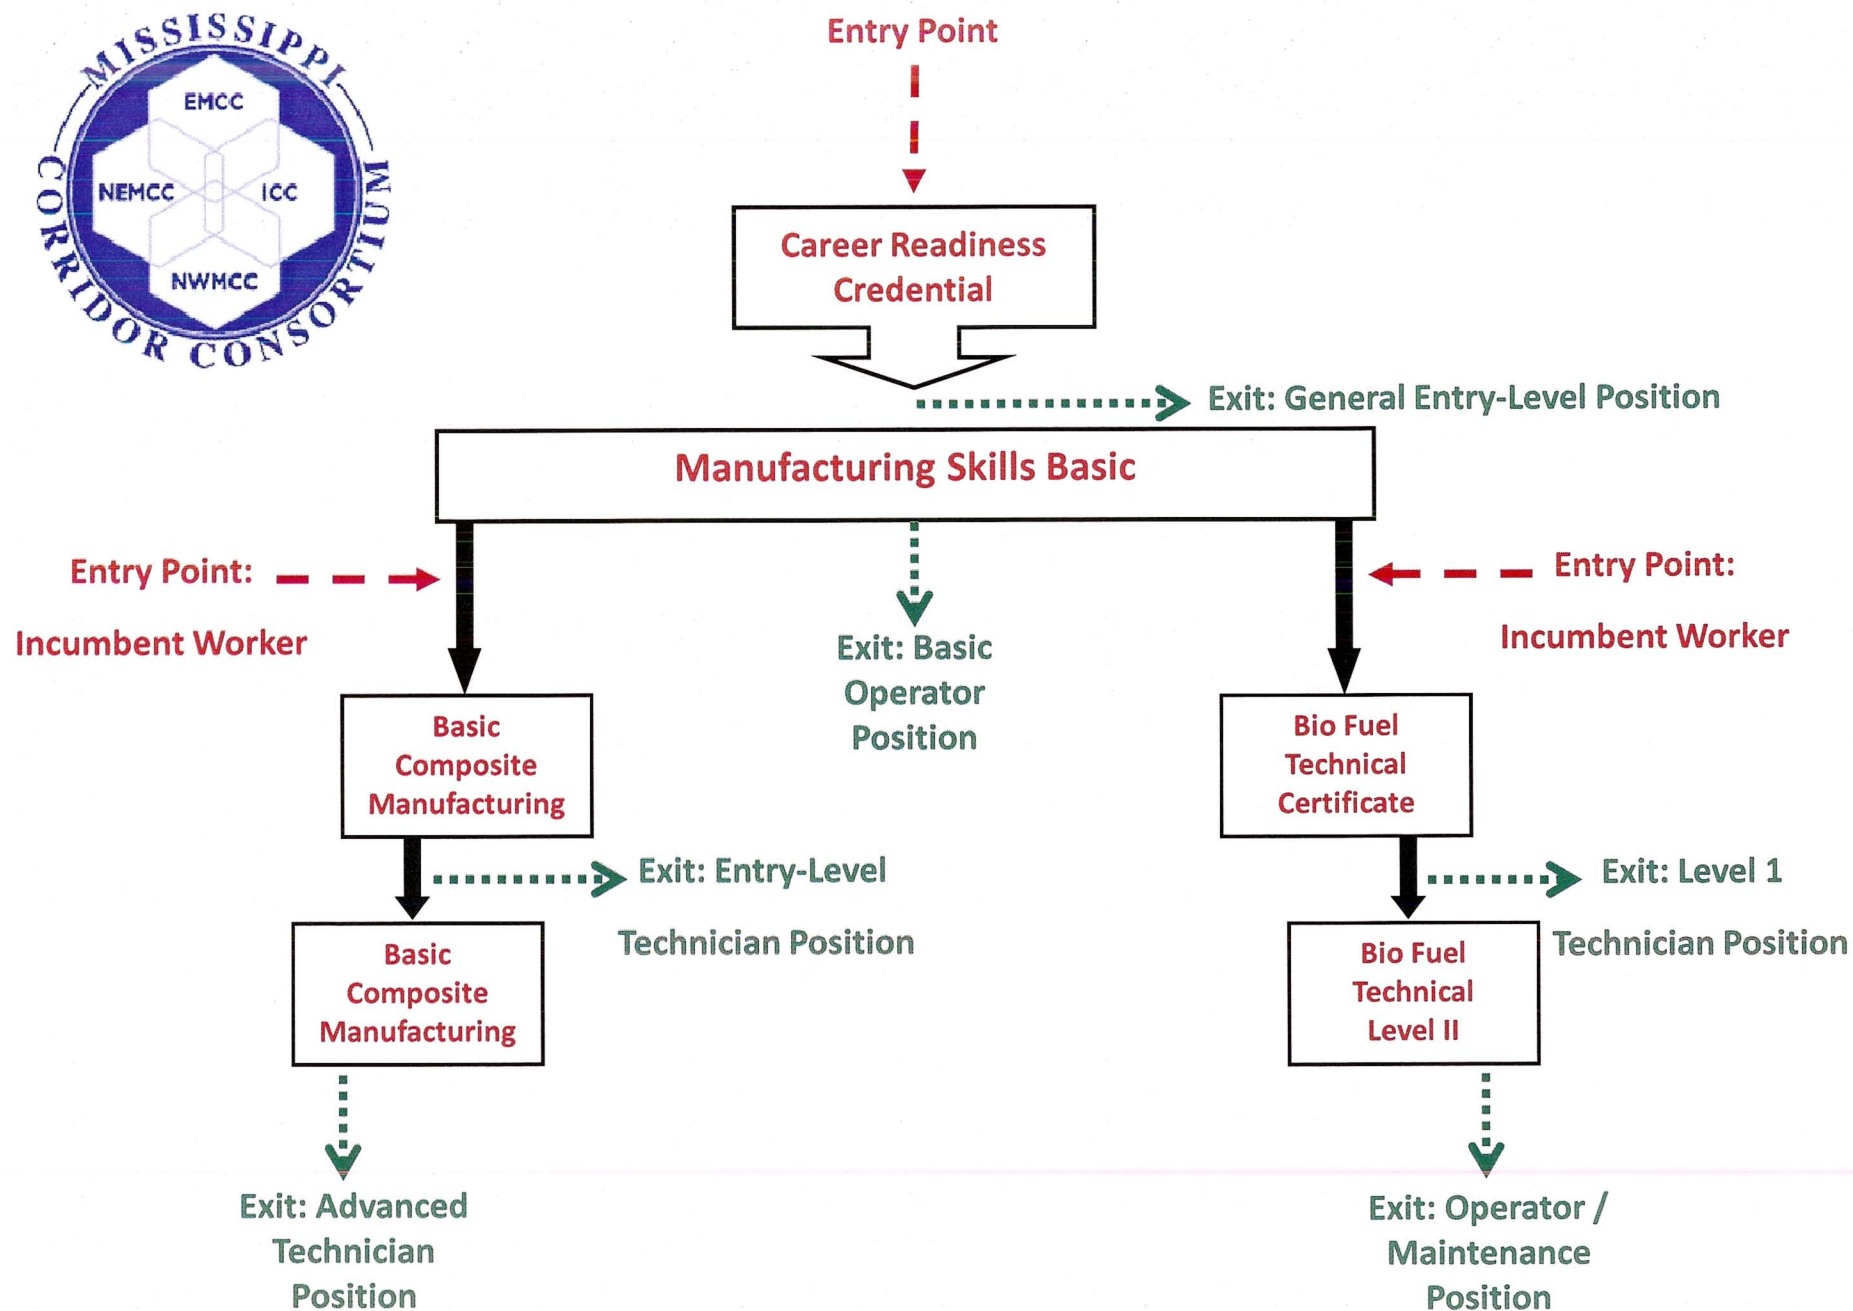 MISSISSIPPI
CORRIDOR CONSORTIUM
EMCC
NEMCC
ICC
NWMCC
Entry Point
Career Readiness
Credential
Exit: General Entry-Level Position
Manufacturing Skills Basic
Entry Point:
Incumbent Worker
Exit: Basic
Operator
Position
Entry Point:
Incumbent Worker
Basic
Composite
Manufacturing
Bio Fuel
Technical
Certificate
Exit: Entry-Level
Technician Position
Exit: Level 1
Technician Position
Basic
Composite
Manufacturing
Bio Fuel
Technical
Level II
Exit: Advanced
Technician
Position
Exit: Operator /
Maintenance
Position